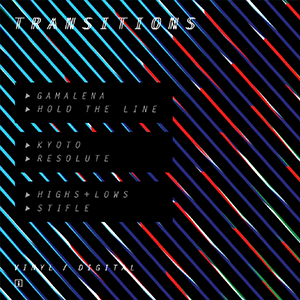 TRANSITIONS
▸ GAMALENA
▸ HOLD THE LINE
▸ KYOTO
▸ RESOLUTE
▸ HIGHS+LOWS
▸ STIFLE
VINYL / DIGITAL